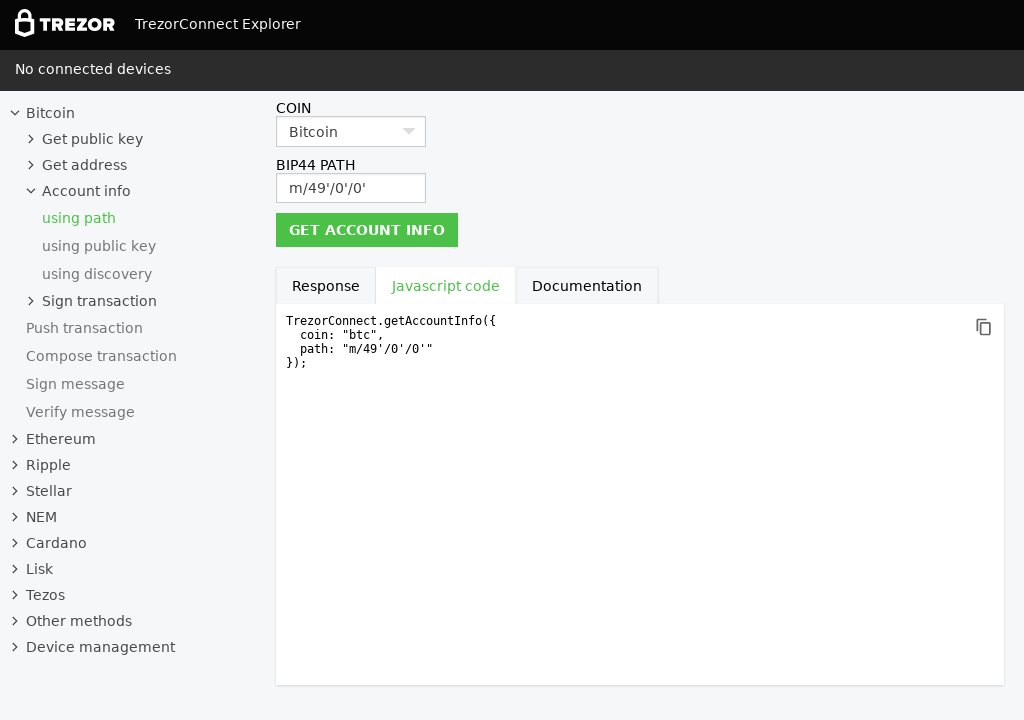 TREZOR TrezorConnect Explorer
No connected devices
Bitcoin
Get public key
Get address
Account info
using path
using public key
using discovery
Sign transaction
Push transaction
Compose transaction
Sign message
Verify message
Ethereum
Ripple
Stellar
NEM
Cardano
Lisk
Tezos
Other methods
Device management
COIN
Bitcoin
BIP44 PATH
m/49'/0'/0'
GET ACCOUNT INFO
Response Javascript code Documentation
TrezorConnect.getAccountInfo({
  coin: "btc",
  path: "m/49'/0'/0'"
});